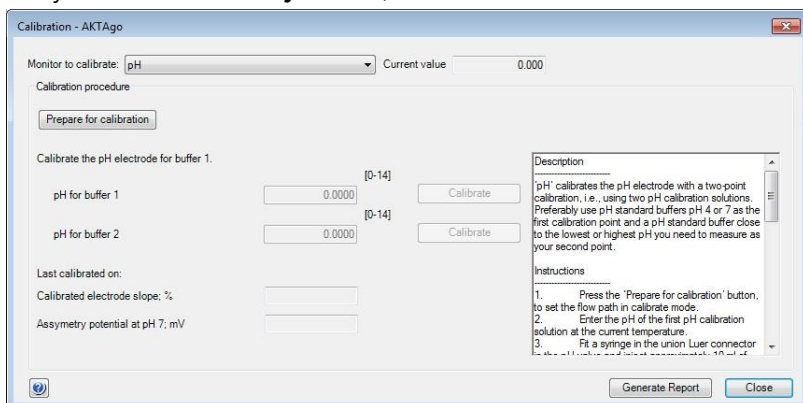 Calibration - AKTAgo
Monitor to calibrate: pH Current value 0.000
Calibration procedure
Prepare for calibration
Calibrate the pH electrode for buffer 1.
[0-14]
pH for buffer 1 0.0000 Calibrate
[0-14]
pH for buffer 2 0.0000 Calibrate
Last calibrated on:
Calibrated electrode slope; %
Assymetry potential at pH 7; mV
Description
---------------------------
'pH' calibrates the pH electrode with a two-point
calibration, i.e., using two pH calibration solutions.
Preferably use pH standard buffers pH 4 or 7 as the
first calibration point and a pH standard buffer close
to the lowest or highest pH you need to measure as
your second point.
Instructions
---------------------------
1. Press the 'Prepare for calibration' button,
to set the flow path in calibrate mode.
2. Enter the pH of the first pH calibration
solution at the current temperature.
3. Fit a syringe in the union Luer connector
Generate Report Close